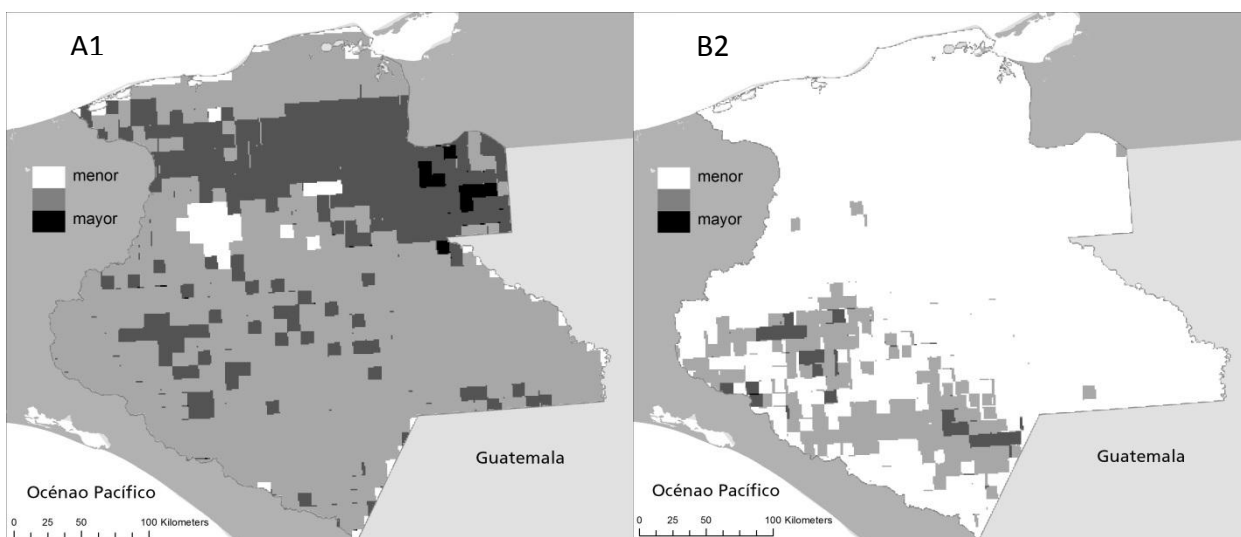 A1
menor
mayor
Guatemala
Océnao Pacífico
0 25 50 100 Kilometers
B2
menor
mayor
Guatemala
Océnao Pacífico
0 25 50 100 Kilometers